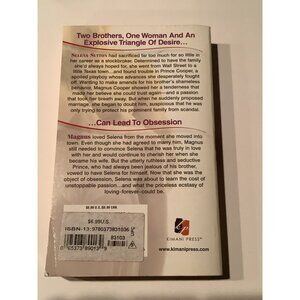 Two Brothers, One Woman And An
Explosive Triangle Of Desire...
SELENA SUTTON had sacrificed far too much for so little in
her career as a stockbroker. Determined to have the family
she'd always hoped for, she went from Wall Street to a
little Texas town...and found trouble in Prince Cooper, a
spoiled playboy whose advances she desperately fought
off. Wanting to make amends for his brother's shameless
behavior, Magnus Cooper showed her a tenderness that
made her believe she could trust again—and a passion
that took her breath away. But when he suddenly proposed
marriage, she began to doubt him, suspicious that he was
only trying to protect his prominent family from scandal.
...Can Lead To Obsession
MAGNUS loved Selena from the moment she moved into
town. Even though she had agreed to marry him, Magnus
still needed to convince Selena that he was truly in love
with her and would continue to cherish her when she
became his wife. But the utterly ruthless and seductive
Prince, who had always been jealous of his brother,
vowed to have Selena for himself. Now that she was the
object of obsession, Selena was about to learn the cost of
unstoppable passion...and what the priceless ecstasy of
loving-for-keeps can mean.
$6.99 U.S.
ISBN-13: 9780373831036
83103
KIMANI PRESS
www.kimanipress.com